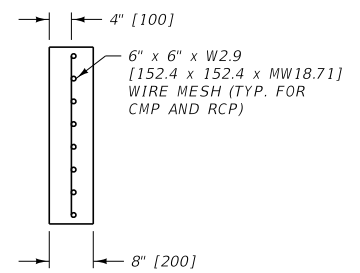 4" [100]
6" x 6" x W2.9
[152.4 x 152.4 x MW18.71]
WIRE MESH (TYP. FOR
CMP AND RCP)
8" [200]